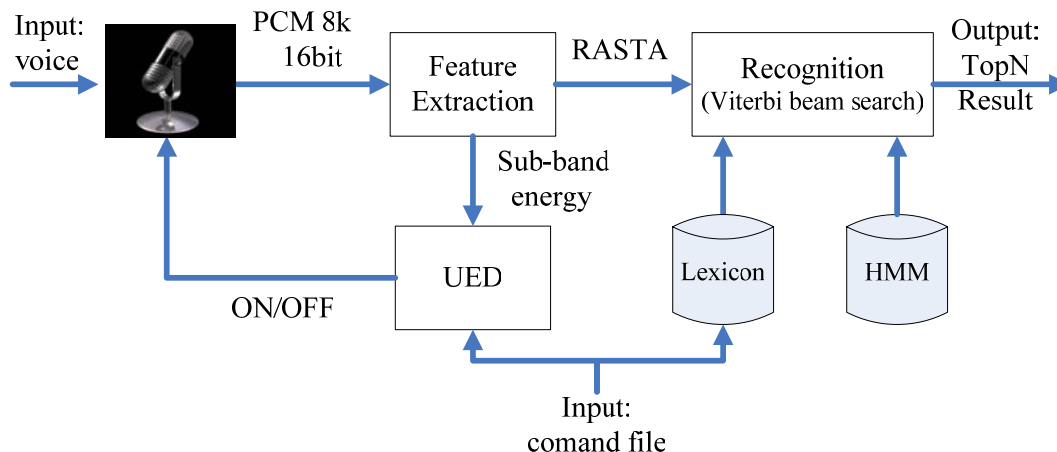 Input:
voice
PCM 8k
16bit
Feature
Extraction
RASTA
Recognition
(Viterbi beam search)
Output:
TopN
Result
Sub-band
energy
UED
ON/OFF
Lexicon
HMM
Input:
comand file